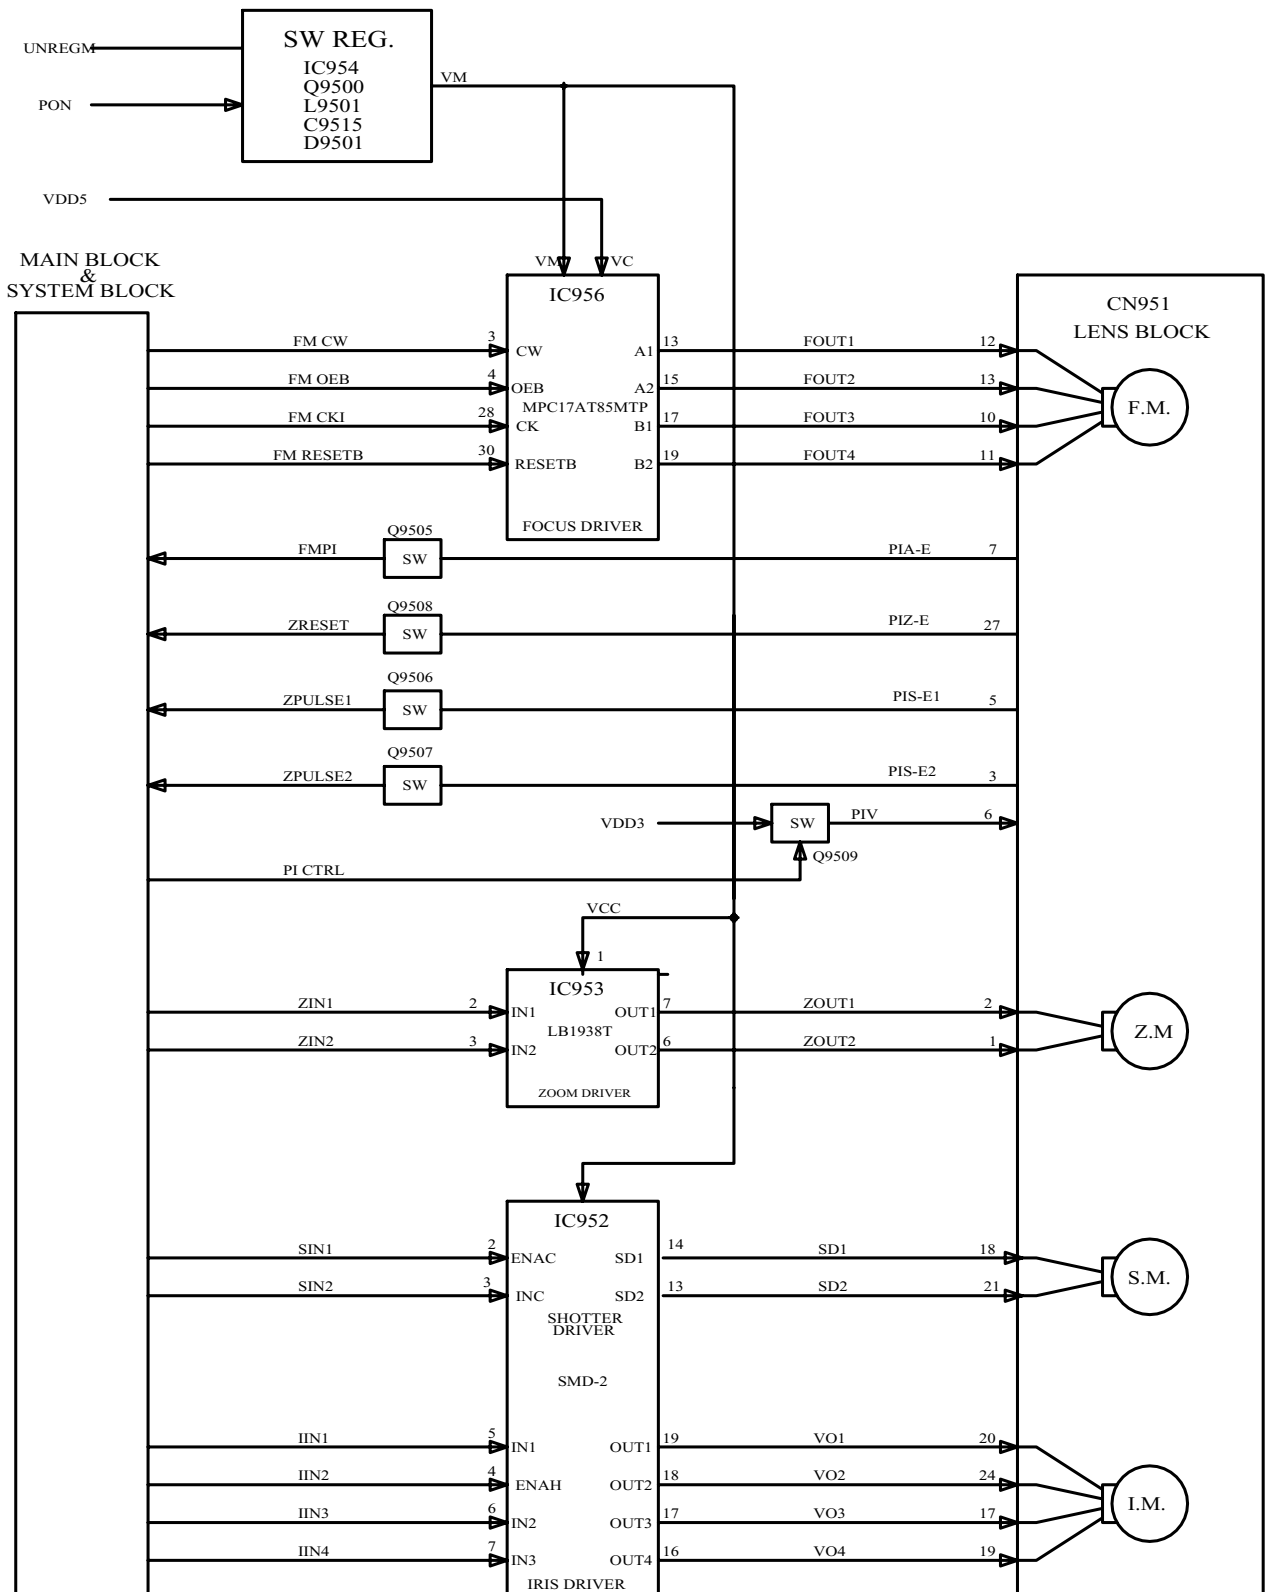 SW REG.
UNREGM
IC954
Q9500
VM
PON
L9501
C9515
D9501
VDD5
MAIN BLOCK
&
SYSTEM BLOCK
VM VC
IC956
CN951
LENS BLOCK
FM CW 3 CW A1 13 FOUT1 12
FM OEB 4 OEB A2 15 FOUT2 13
MPC17AT85MTP
F.M.
FM CKI 28 CK B1 17 FOUT3 10
FM RESETB 30 RESETB B2 19 FOUT4 11
FOCUS DRIVER
Q9505
FMPI SW PIA-E 7
Q9508
ZRESET SW PIZ-E 27
Q9506
ZPULSE1 SW PIS-E1 5
Q9507
ZPULSE2 SW PIS-E2 3
VDD3 SW PIV 6
Q9509
PI CTRL
VCC
1
IC953
ZIN1 2 IN1 OUT1 7 ZOUT1 2
LB1938T
Z.M
ZIN2 3 IN2 OUT2 6 ZOUT2 1
ZOOM DRIVER
IC952
SIN1 2 ENAC SD1 14 SD1 18
S.M.
SIN2 3 INC SD2 13 SD2 21
SHOTTER
DRIVER
SMD-2
IIN1 5 IN1 OUT1 19 VO1 20
IIN2 4 ENAH OUT2 18 VO2 24
I.M.
IIN3 6 IN2 OUT3 17 VO3 17
IIN4 7 IN3 OUT4 16 VO4 19
IRIS DRIVER